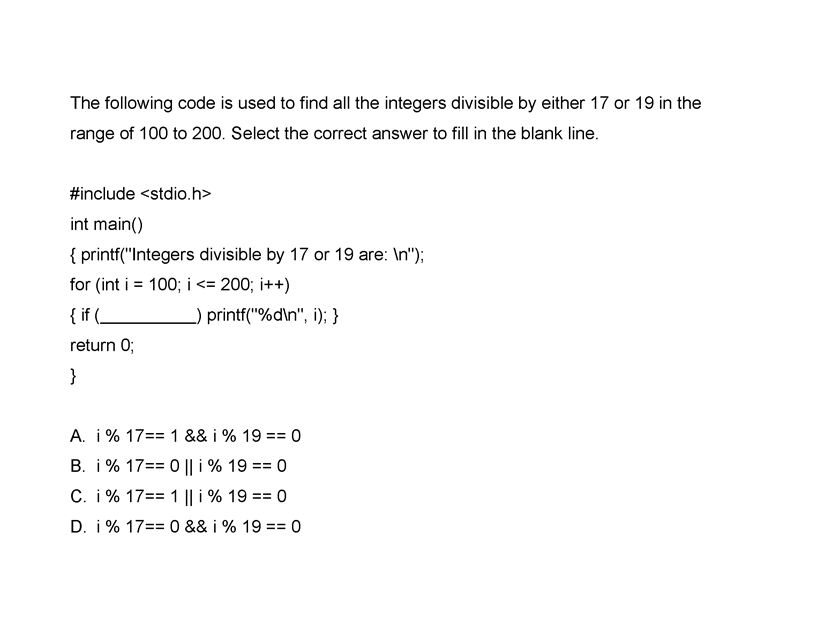 The following code is used to find all the integers divisible by either 17 or 19 in the
range of 100 to 200. Select the correct answer to fill in the blank line.
#include <stdio.h>
int main()
{ printf("Integers divisible by 17 or 19 are: \n");
for (int i = 100; i <= 200; i++)
{ if (__________) printf("%d\n", i); }
return 0;
}
A. i % 17== 1 && i % 19 == 0
B. i % 17== 0 || i % 19 == 0
C. i % 17== 1 || i % 19 == 0
D. i % 17== 0 && i % 19 == 0